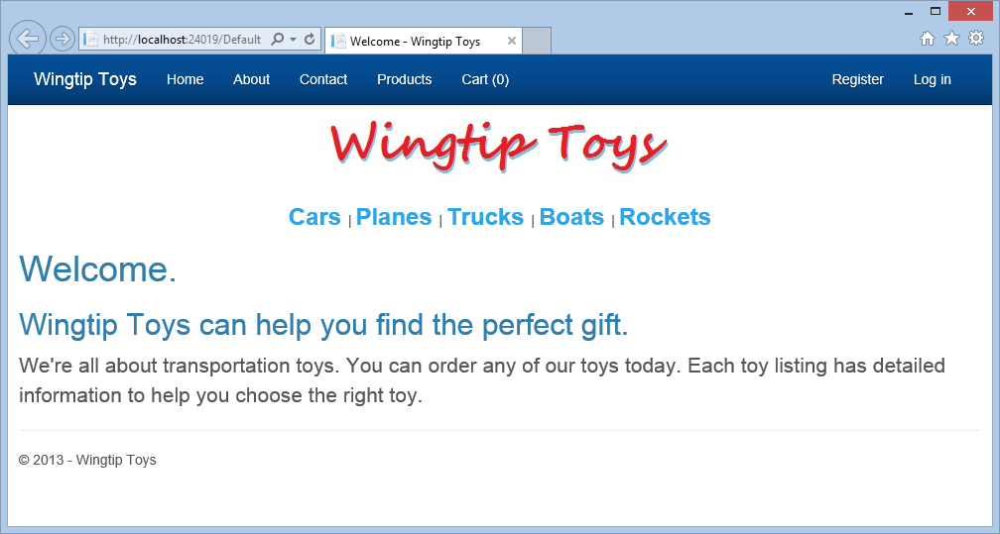 http://localhost:24019/Default
Welcome - Wingtip Toys
Wingtip Toys Home About Contact Products Cart (0) Register Log in
Wingtip Toys
Cars | Planes | Trucks | Boats | Rockets
Welcome.
Wingtip Toys can help you find the perfect gift.
We're all about transportation toys. You can order any of our toys today. Each toy listing has detailed
information to help you choose the right toy.
© 2013 - Wingtip Toys